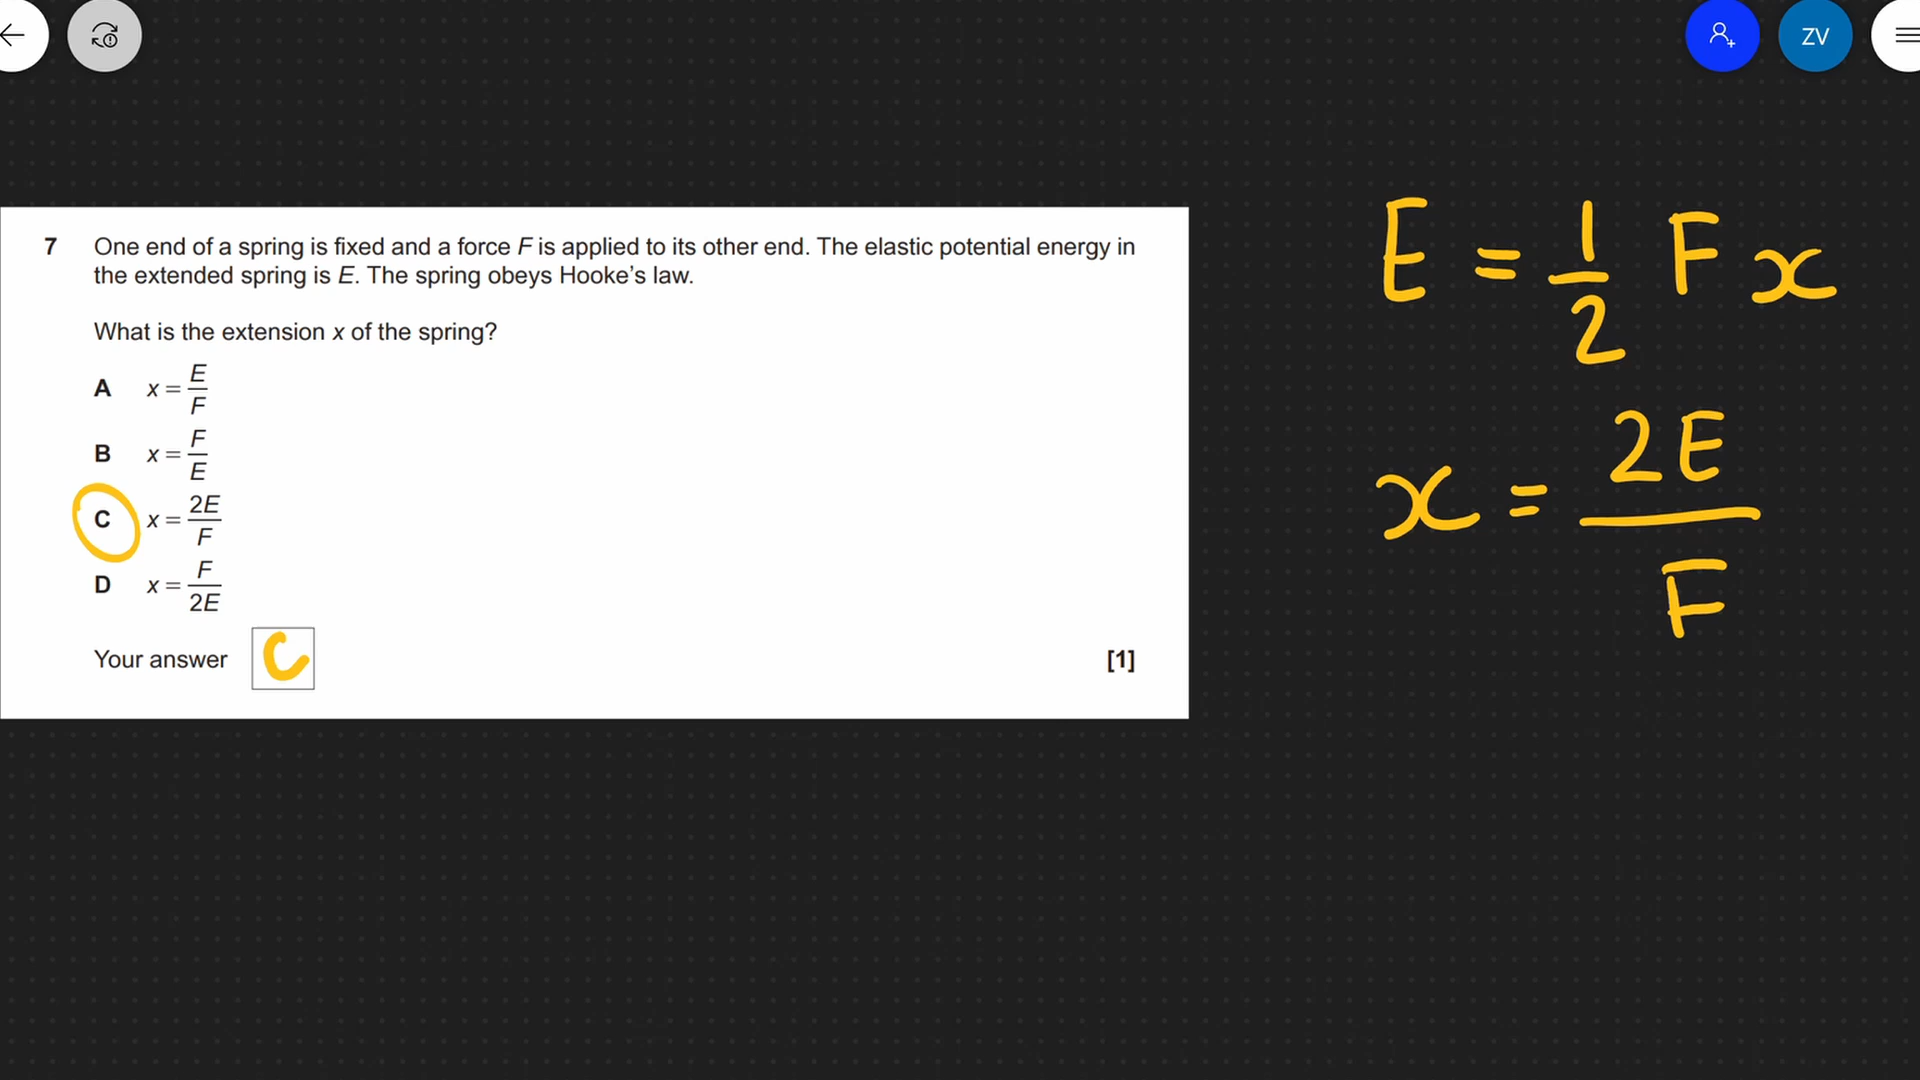 ZV
7 One end of a spring is fixed and a force F is applied to its other end. The elastic potential energy in
the extended spring is E. The spring obeys Hooke’s law.
What is the extension x of the spring?
A x = E/F
B x = F/E
C x = 2E/F
D x = F/2E
Your answer C [1]
E = 1/2 F x
x = 2E/F